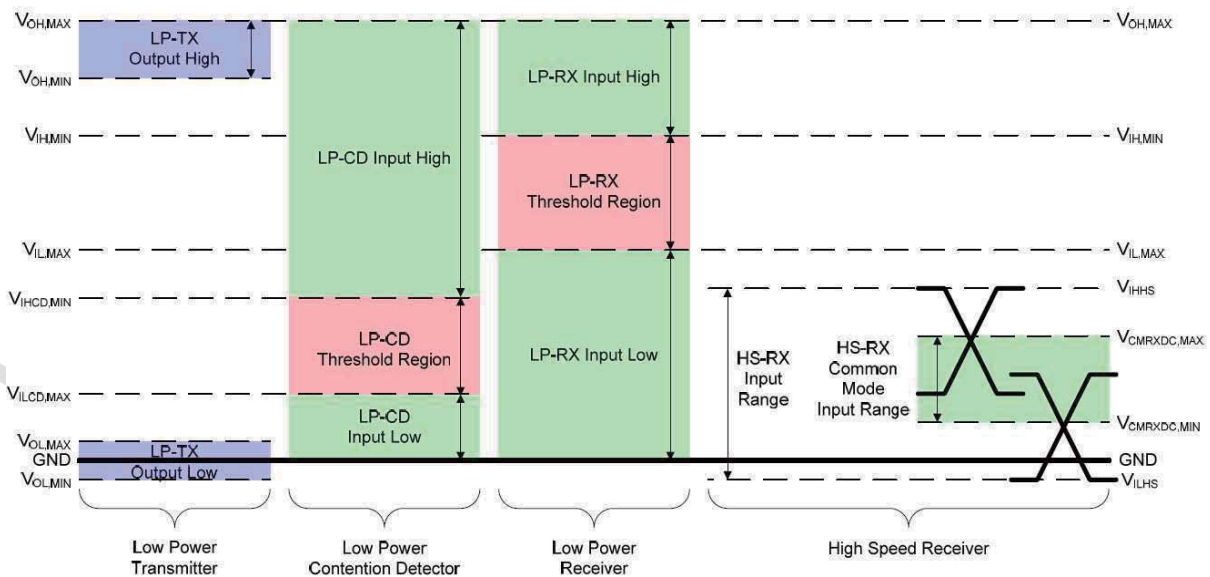 VOH,MAX
LP-TX
Output High
VOH,MIN
VIH,MIN
VIL,MAX
VIHCD,MIN
VILCD,MAX
VOL,MAX
LP-TX
GND
Output Low
VOL,MIN
LP-CD Input High
LP-CD
Threshold Region
LP-CD
Input Low
LP-RX Input High
LP-RX
Threshold Region
LP-RX Input Low
HS-RX
Input
Range
HS-RX
Common
Mode
Input Range
VOH,MAX
VIH,MIN
VIL,MAX
VIHHS
VCMRXDC,MAX
VCMRXDC,MIN
GND
VILHS
Low Power
Transmitter
Low Power
Contention Detector
Low Power
Receiver
High Speed Receiver